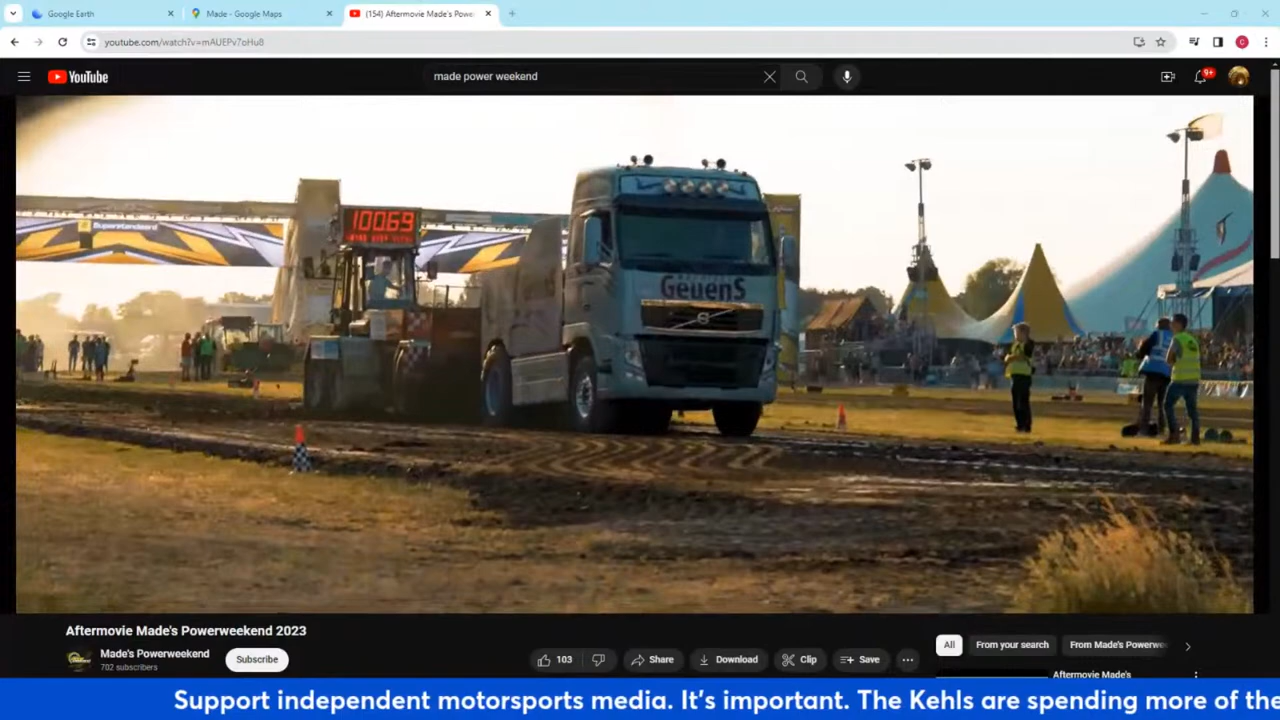 Google Earth
Made - Google Maps
(154) Aftermovie Made's Powe
youtube.com/watch?v=mAUEPv7oHu8
YouTube
made power weekend
9+
C
Superstandaard
10069
GeuenS
Aftermovie Made's Powerweekend 2023
Made's Powerweekend
702 subscribers
Subscribe
103
Share
Download
Clip
Save
All
From your search
From Made's Powerwe
Aftermovie Made's
Support independent motorsports media. It's important. The Kehls are spending more of the